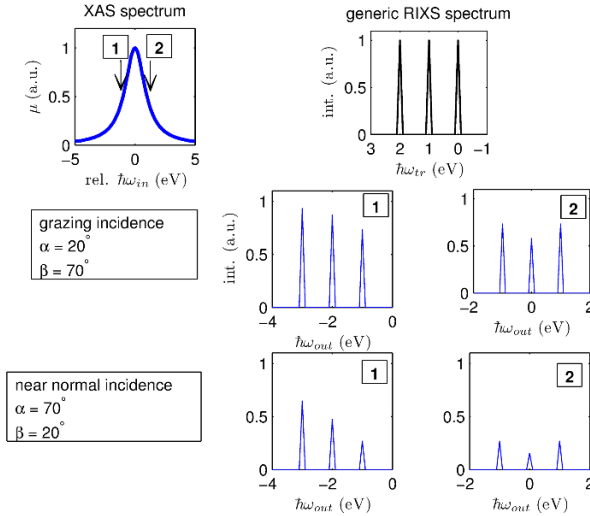 XAS spectrum
generic RIXS spectrum
1
2
1
0.5
0
μ (a.u.)
−5
0
5
rel. ℏω_in (eV)
1
0.5
0
int. (a.u.)
3
2
1
0
−1
ℏω_tr (eV)
grazing incidence
α = 20°
β = 70°
1
1
0.5
0
int. (a.u.)
−4
−2
0
ℏω_out (eV)
2
1
0.5
0
−2
0
2
ℏω_out (eV)
near normal incidence
α = 70°
β = 20°
1
1
0.5
0
−4
−2
0
ℏω_out (eV)
2
1
0.5
0
−2
0
2
ℏω_out (eV)